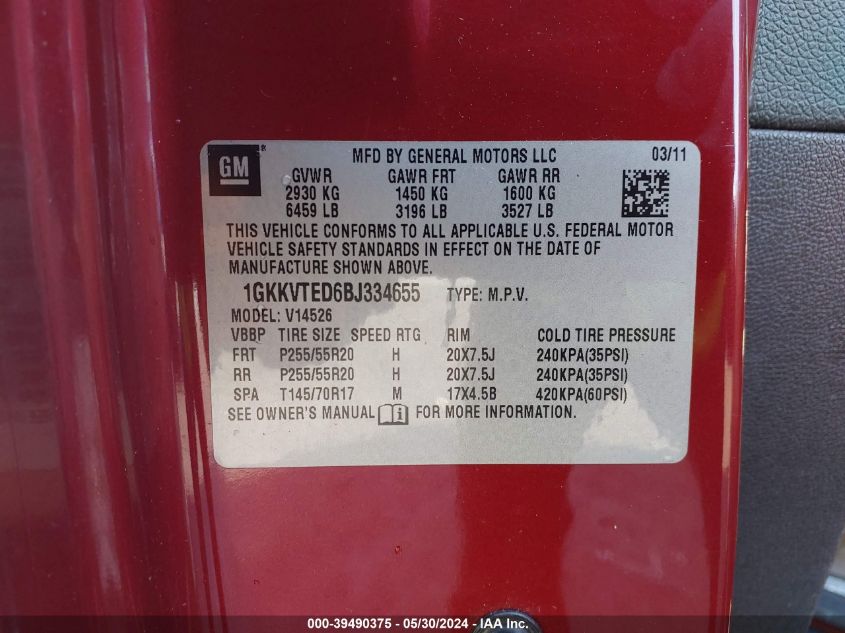 GM
MFD BY GENERAL MOTORS LLC 03/11
GVWR GAWR FRT GAWR RR
2930 KG 1450 KG 1600 KG
6459 LB 3196 LB 3527 LB
THIS VEHICLE CONFORMS TO ALL APPLICABLE U.S. FEDERAL MOTOR
VEHICLE SAFETY STANDARDS IN EFFECT ON THE DATE OF
MANUFACTURE SHOWN ABOVE.
1GKKVTED6BJ334655 TYPE: M.P.V.
MODEL: V14526
VBBP TIRE SIZE SPEED RTG RIM COLD TIRE PRESSURE
FRT P255/55R20 H 20X7.5J 240KPA(35PSI)
RR P255/55R20 H 20X7.5J 240KPA(35PSI)
SPA T145/70R17 M 17X4.5B 420KPA(60PSI)
SEE OWNER'S MANUAL FOR MORE INFORMATION.
000-39490375 - 05/30/2024 - IAA Inc.